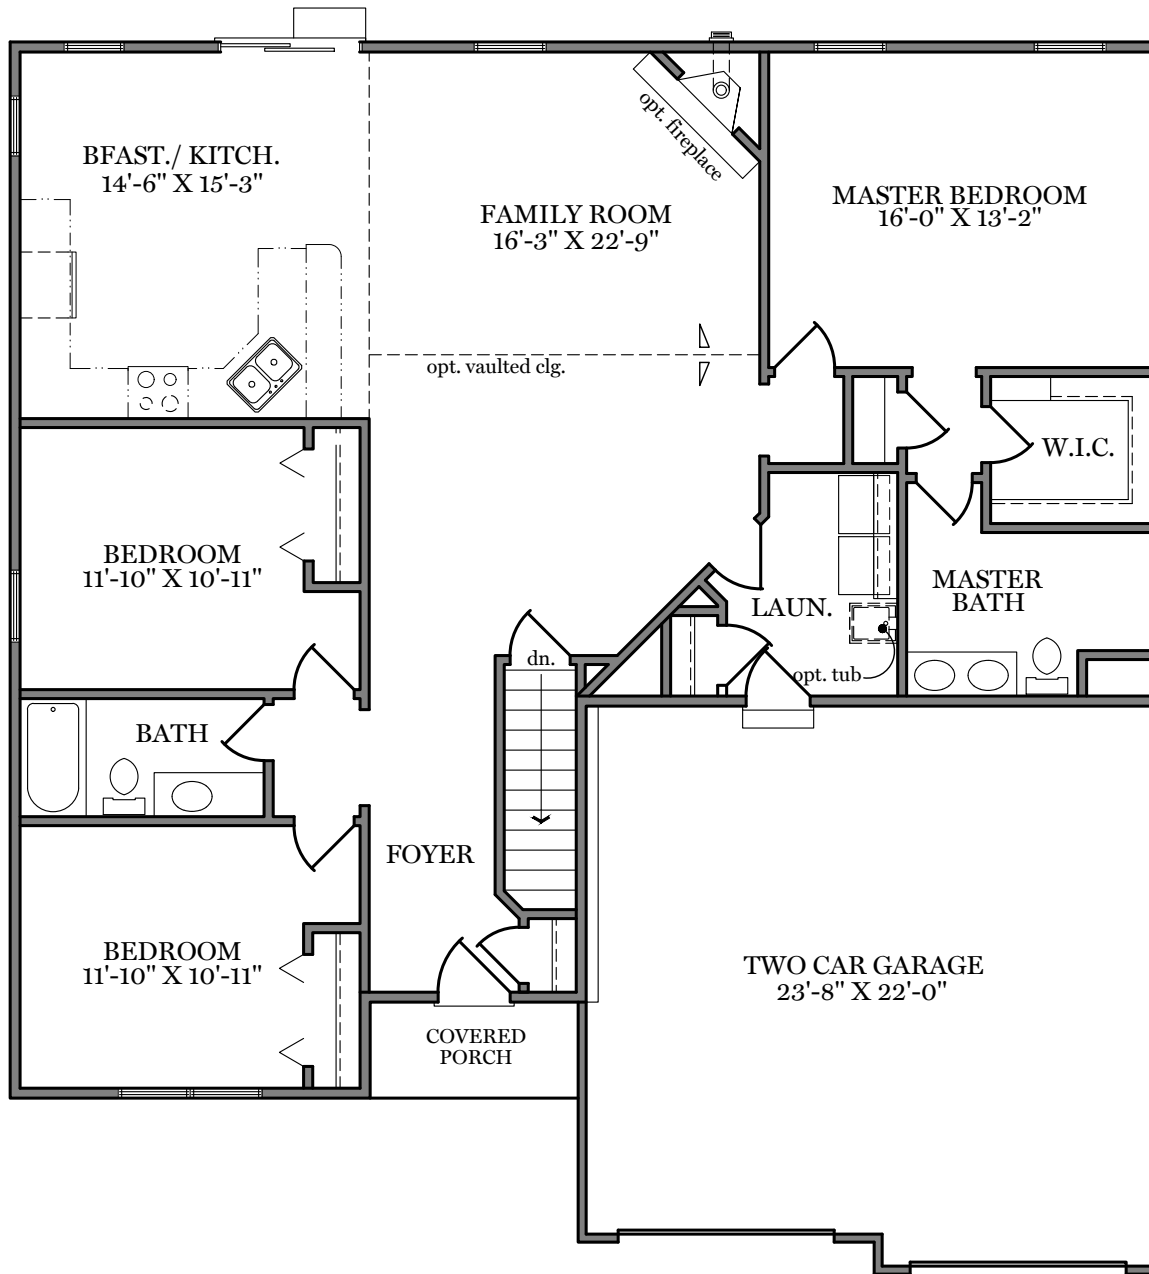 BFAST./ KITCH.
14'-6" X 15'-3"
opt. fireplace
FAMILY ROOM
16'-3" X 22'-9"
MASTER BEDROOM
16'-0" X 13'-2"
opt. vaulted clg.
W.I.C.
BEDROOM
11'-10" X 10'-11"
MASTER
BATH
LAUN.
dn.
opt. tub
BATH
FOYER
BEDROOM
11'-10" X 10'-11"
TWO CAR GARAGE
23'-8" X 22'-0"
COVERED
PORCH